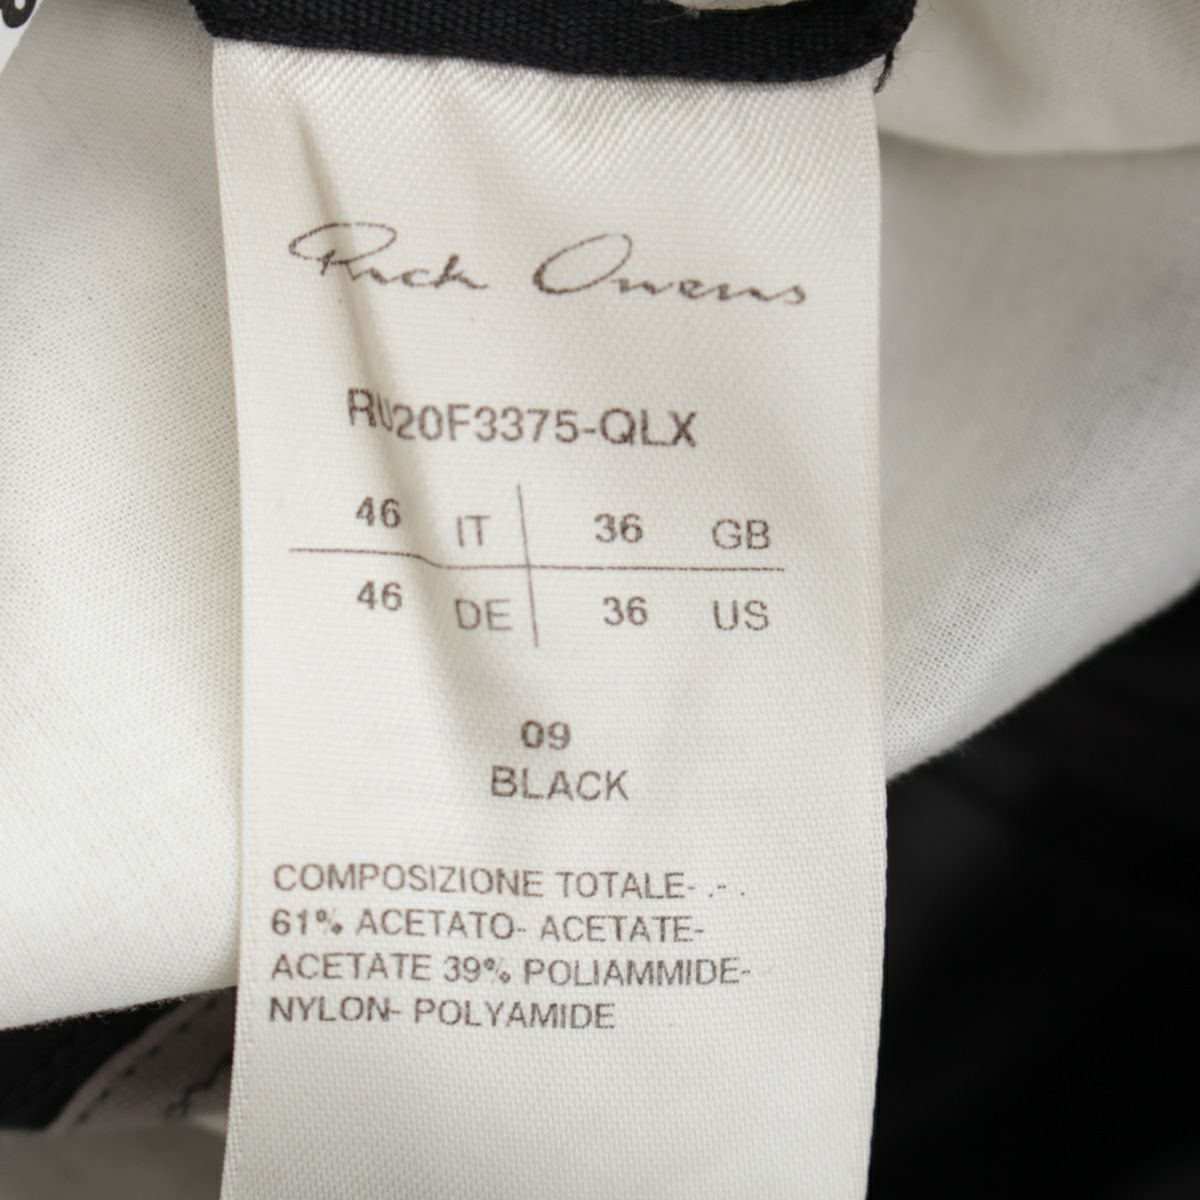 Rick Owens
RU20F3375-QLX
46 IT 36 GB
46 DE 36 US
09
BLACK
COMPOSIZIONE TOTALE- .- .
61% ACETATO- ACETATE-
ACETATE 39% POLIAMMIDE-
NYLON- POLYAMIDE